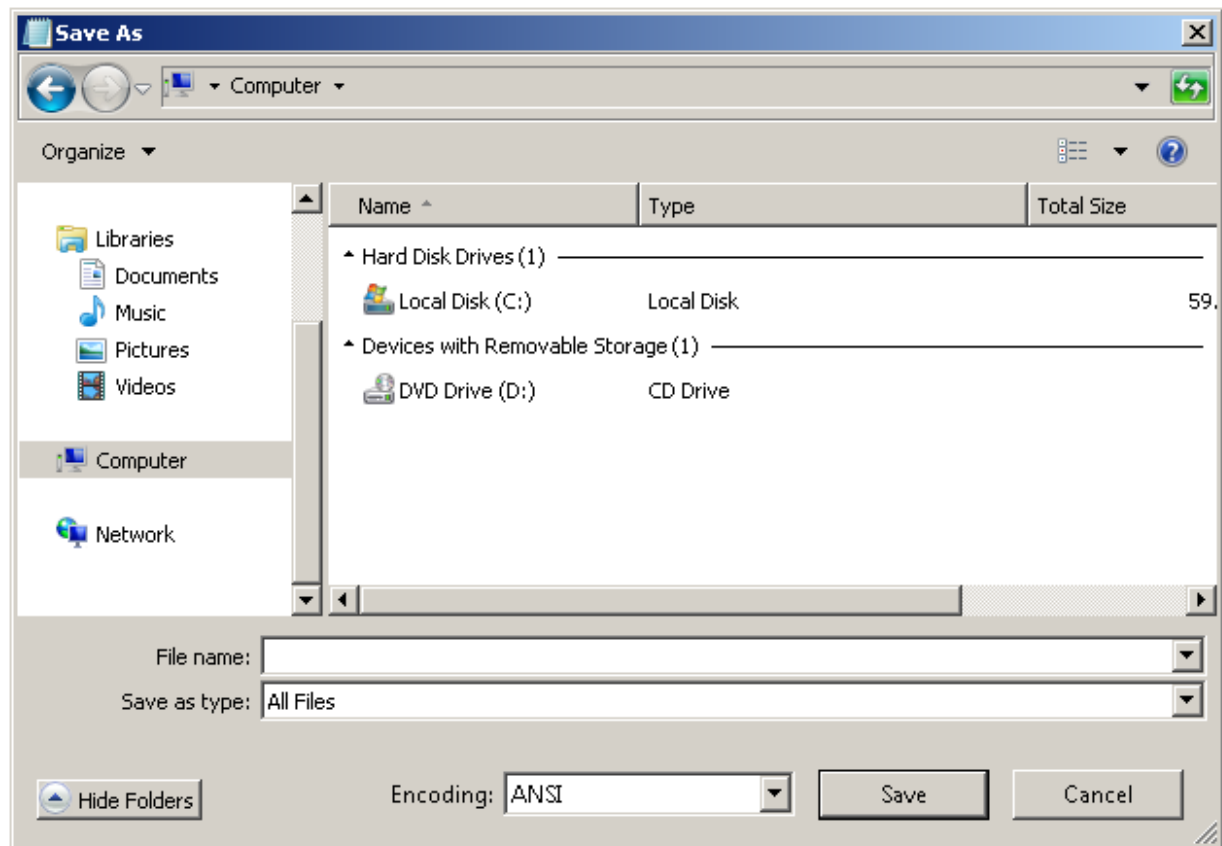 Save As
Computer
Organize
Name Type Total Size
Libraries
Hard Disk Drives (1)
Documents
Local Disk (C:) Local Disk 59.
Music
Pictures
Devices with Removable Storage (1)
Videos
DVD Drive (D:) CD Drive
Computer
Network
File name:
Save as type: All Files
Hide Folders Encoding: ANSI Save Cancel